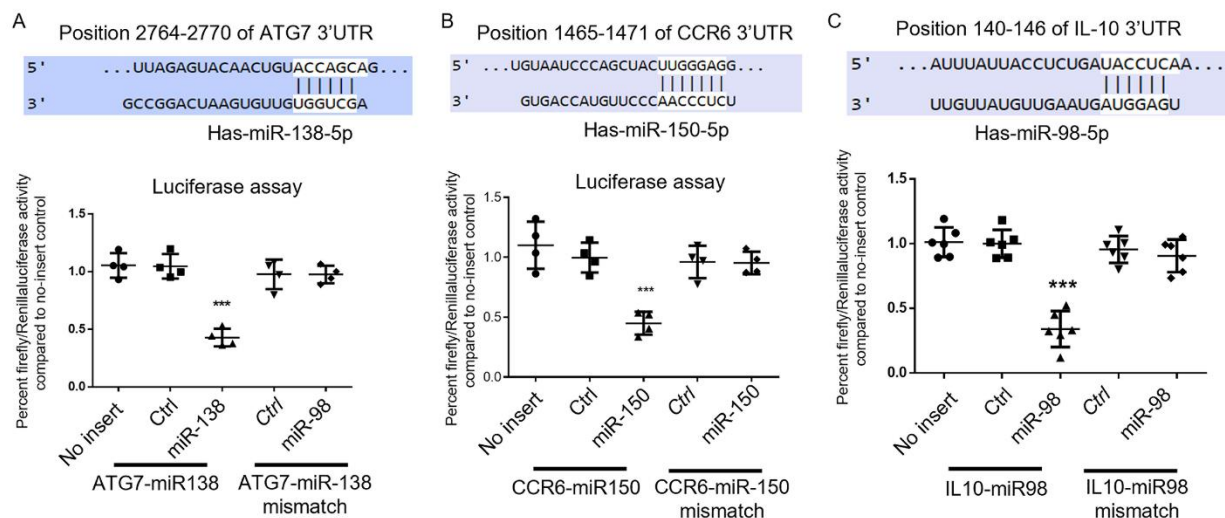 A
Position 2764-2770 of ATG7 3'UTR
5' ...UUAGAGUACAACUGUACCAGCAG...
3' GCCGGACUAAGUGUUGUGGUCGA
Has-miR-138-5p
Luciferase assay
Percent firefly/Renillaluciferase activity
compared to no-insert control
1.5
1.0
0.5
0.0
***
No insert
Ctrl
miR-138
Ctrl
miR-98
ATG7-miR138
ATG7-miR-138
mismatch
B
Position 1465-1471 of CCR6 3'UTR
5' ...UGUAAUCCCAGCUACUUGGGAGG...
3' GUGACCAUGUUCCCAACCCUCU
Has-miR-150-5p
Luciferase assay
Percent firefly/Renillaluciferase activity
compared to no-insert control
1.5
1.0
0.5
0.0
***
No insert
Ctrl
miR-150
Ctrl
miR-150
CCR6-miR150
CCR6-miR-150
mismatch
C
Position 140-146 of IL-10 3'UTR
5' ...AUUUAUUACCUCUGAUACCUCAA...
3' UUGUUAUGUUGAAUGAUGGAGU
Has-miR-98-5p
Percent firefly/Renillaluciferase activity
compared to no-insert control
1.5
1.0
0.5
0.0
***
No insert
Ctrl
miR-98
Ctrl
miR-98
IL10-miR98
IL10-miR98
mismatch